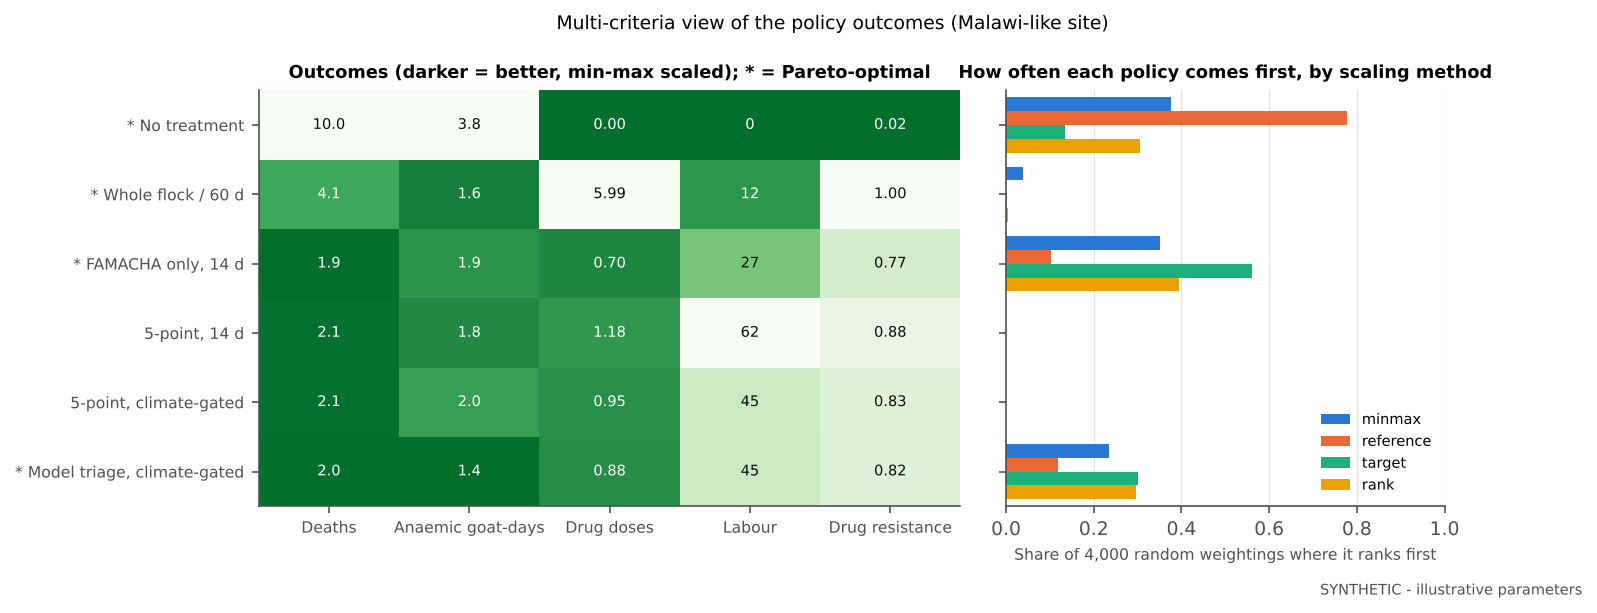 Multi-criteria view of the policy outcomes (Malawi-like site)
Outcomes (darker = better, min-max scaled); * = Pareto-optimal
How often each policy comes first, by scaling method
* No treatment 10.0 3.8 0.00 0 0.02
* Whole flock / 60 d 4.1 1.6 5.99 12 1.00
* FAMACHA only, 14 d 1.9 1.9 0.70 27 0.77
5-point, 14 d 2.1 1.8 1.18 62 0.88
5-point, climate-gated 2.1 2.0 0.95 45 0.83
* Model triage, climate-gated 2.0 1.4 0.88 45 0.82
Deaths Anaemic goat-days Drug doses Labour Drug resistance
minmax
reference
target
rank
0.0 0.2 0.4 0.6 0.8 1.0
Share of 4,000 random weightings where it ranks first
SYNTHETIC - illustrative parameters